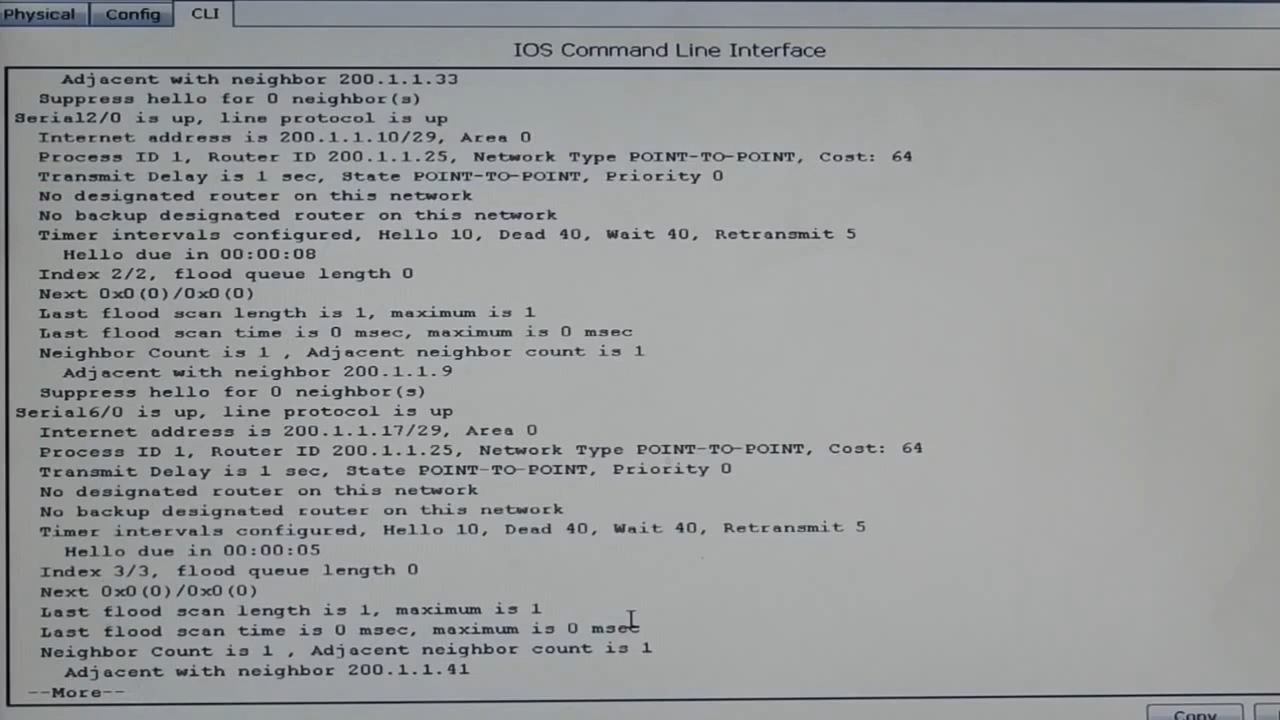 Physical Config CLI
IOS Command Line Interface
Adjacent with neighbor 200.1.1.33
Suppress hello for 0 neighbor(s)
Serial2/0 is up, line protocol is up
Internet address is 200.1.1.10/29, Area 0
Process ID 1, Router ID 200.1.1.25, Network Type POINT-TO-POINT, Cost: 64
Transmit Delay is 1 sec, State POINT-TO-POINT, Priority 0
No designated router on this network
No backup designated router on this network
Timer intervals configured, Hello 10, Dead 40, Wait 40, Retransmit 5
Hello due in 00:00:08
Index 2/2, flood queue length 0
Next 0x0(0)/0x0(0)
Last flood scan length is 1, maximum is 1
Last flood scan time is 0 msec, maximum is 0 msec
Neighbor Count is 1 , Adjacent neighbor count is 1
Adjacent with neighbor 200.1.1.9
Suppress hello for 0 neighbor(s)
Serial6/0 is up, line protocol is up
Internet address is 200.1.1.17/29, Area 0
Process ID 1, Router ID 200.1.1.25, Network Type POINT-TO-POINT, Cost: 64
Transmit Delay is 1 sec, State POINT-TO-POINT, Priority 0
No designated router on this network
No backup designated router on this network
Timer intervals configured, Hello 10, Dead 40, Wait 40, Retransmit 5
Hello due in 00:00:05
Index 3/3, flood queue length 0
Next 0x0(0)/0x0(0)
Last flood scan length is 1, maximum is 1
Last flood scan time is 0 msec, maximum is 0 msec
Neighbor Count is 1 , Adjacent neighbor count is 1
Adjacent with neighbor 200.1.1.41
--More--
Copy